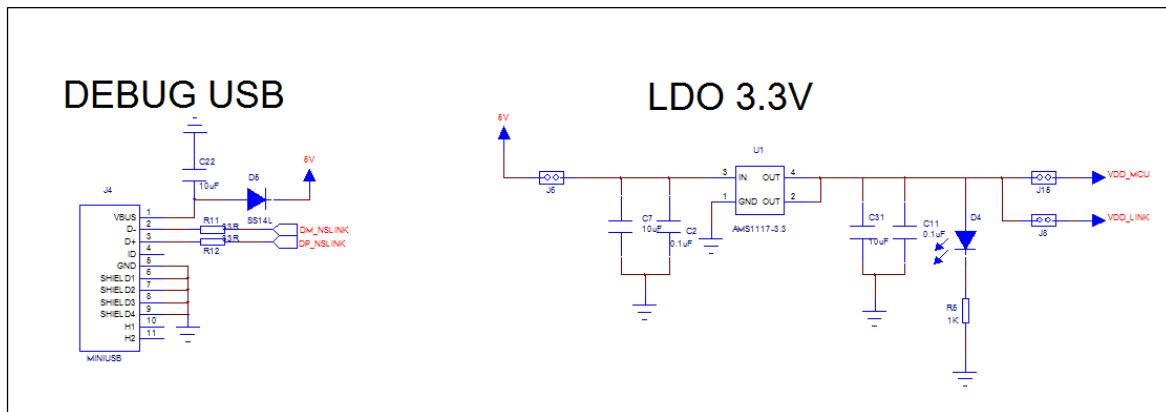 DEBUG USB
LDO 3.3V
C22
10uF
5V
J4
D5
SS14L
VBUS 1
D- 2
D+ 3
ID 4
GND 5
SHIELD1 6
SHIELD2 7
SHIELD3 8
SHIELD4 9
H1 10
H2 11
MINIUSB
R11
33R
33R
R12
DM_NSLINK
DP_NSLINK
5V
J6
U1
3 IN OUT 4
1 GND OUT 2
AMS1117-3.3
C7
10uF
C2
0.1uF
C31
10uF
C11
0.1uF
D4
R5
1K
J15
VDD_MCU
J8
VDD_LINK